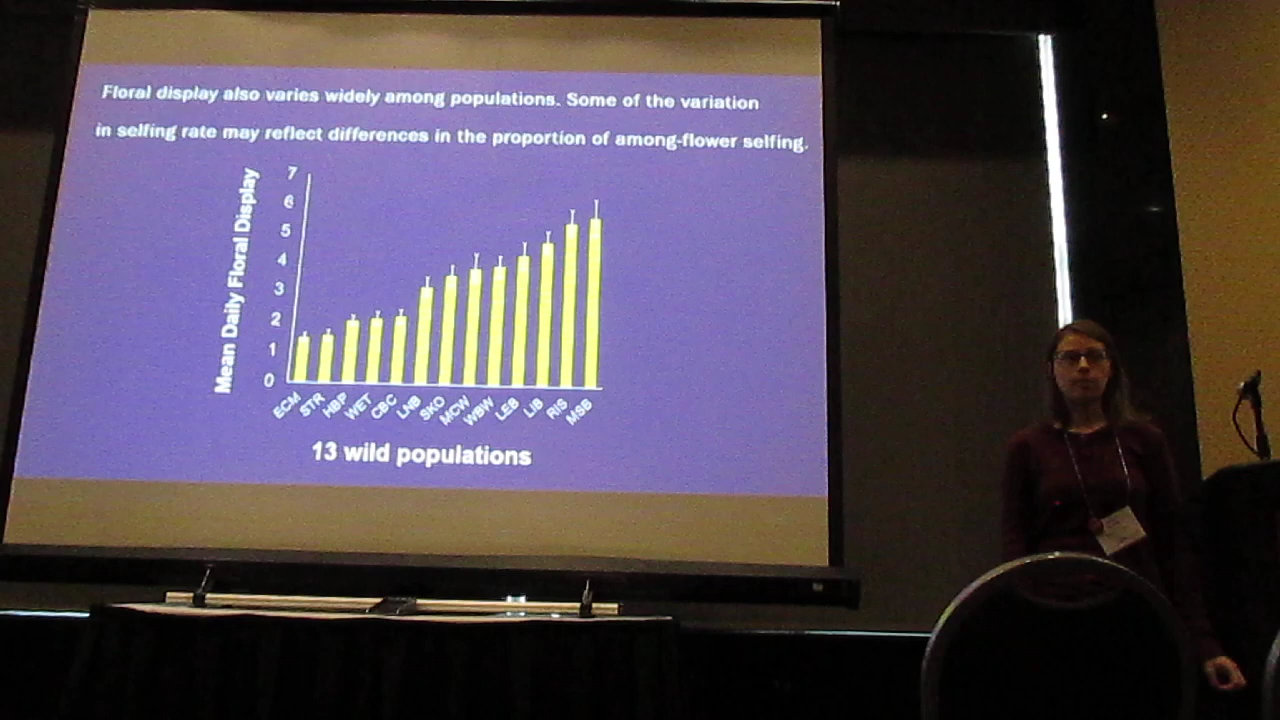 Floral display also varies widely among populations. Some of the variation
in selfing rate may reflect differences in the proportion of among-flower selfing.
Mean Daily Floral Display
7
6
5
4
3
2
1
0
ECM STR HBP WET CBC LNB SKO MCW WBW LEB LIB RIS MSB
13 wild populations